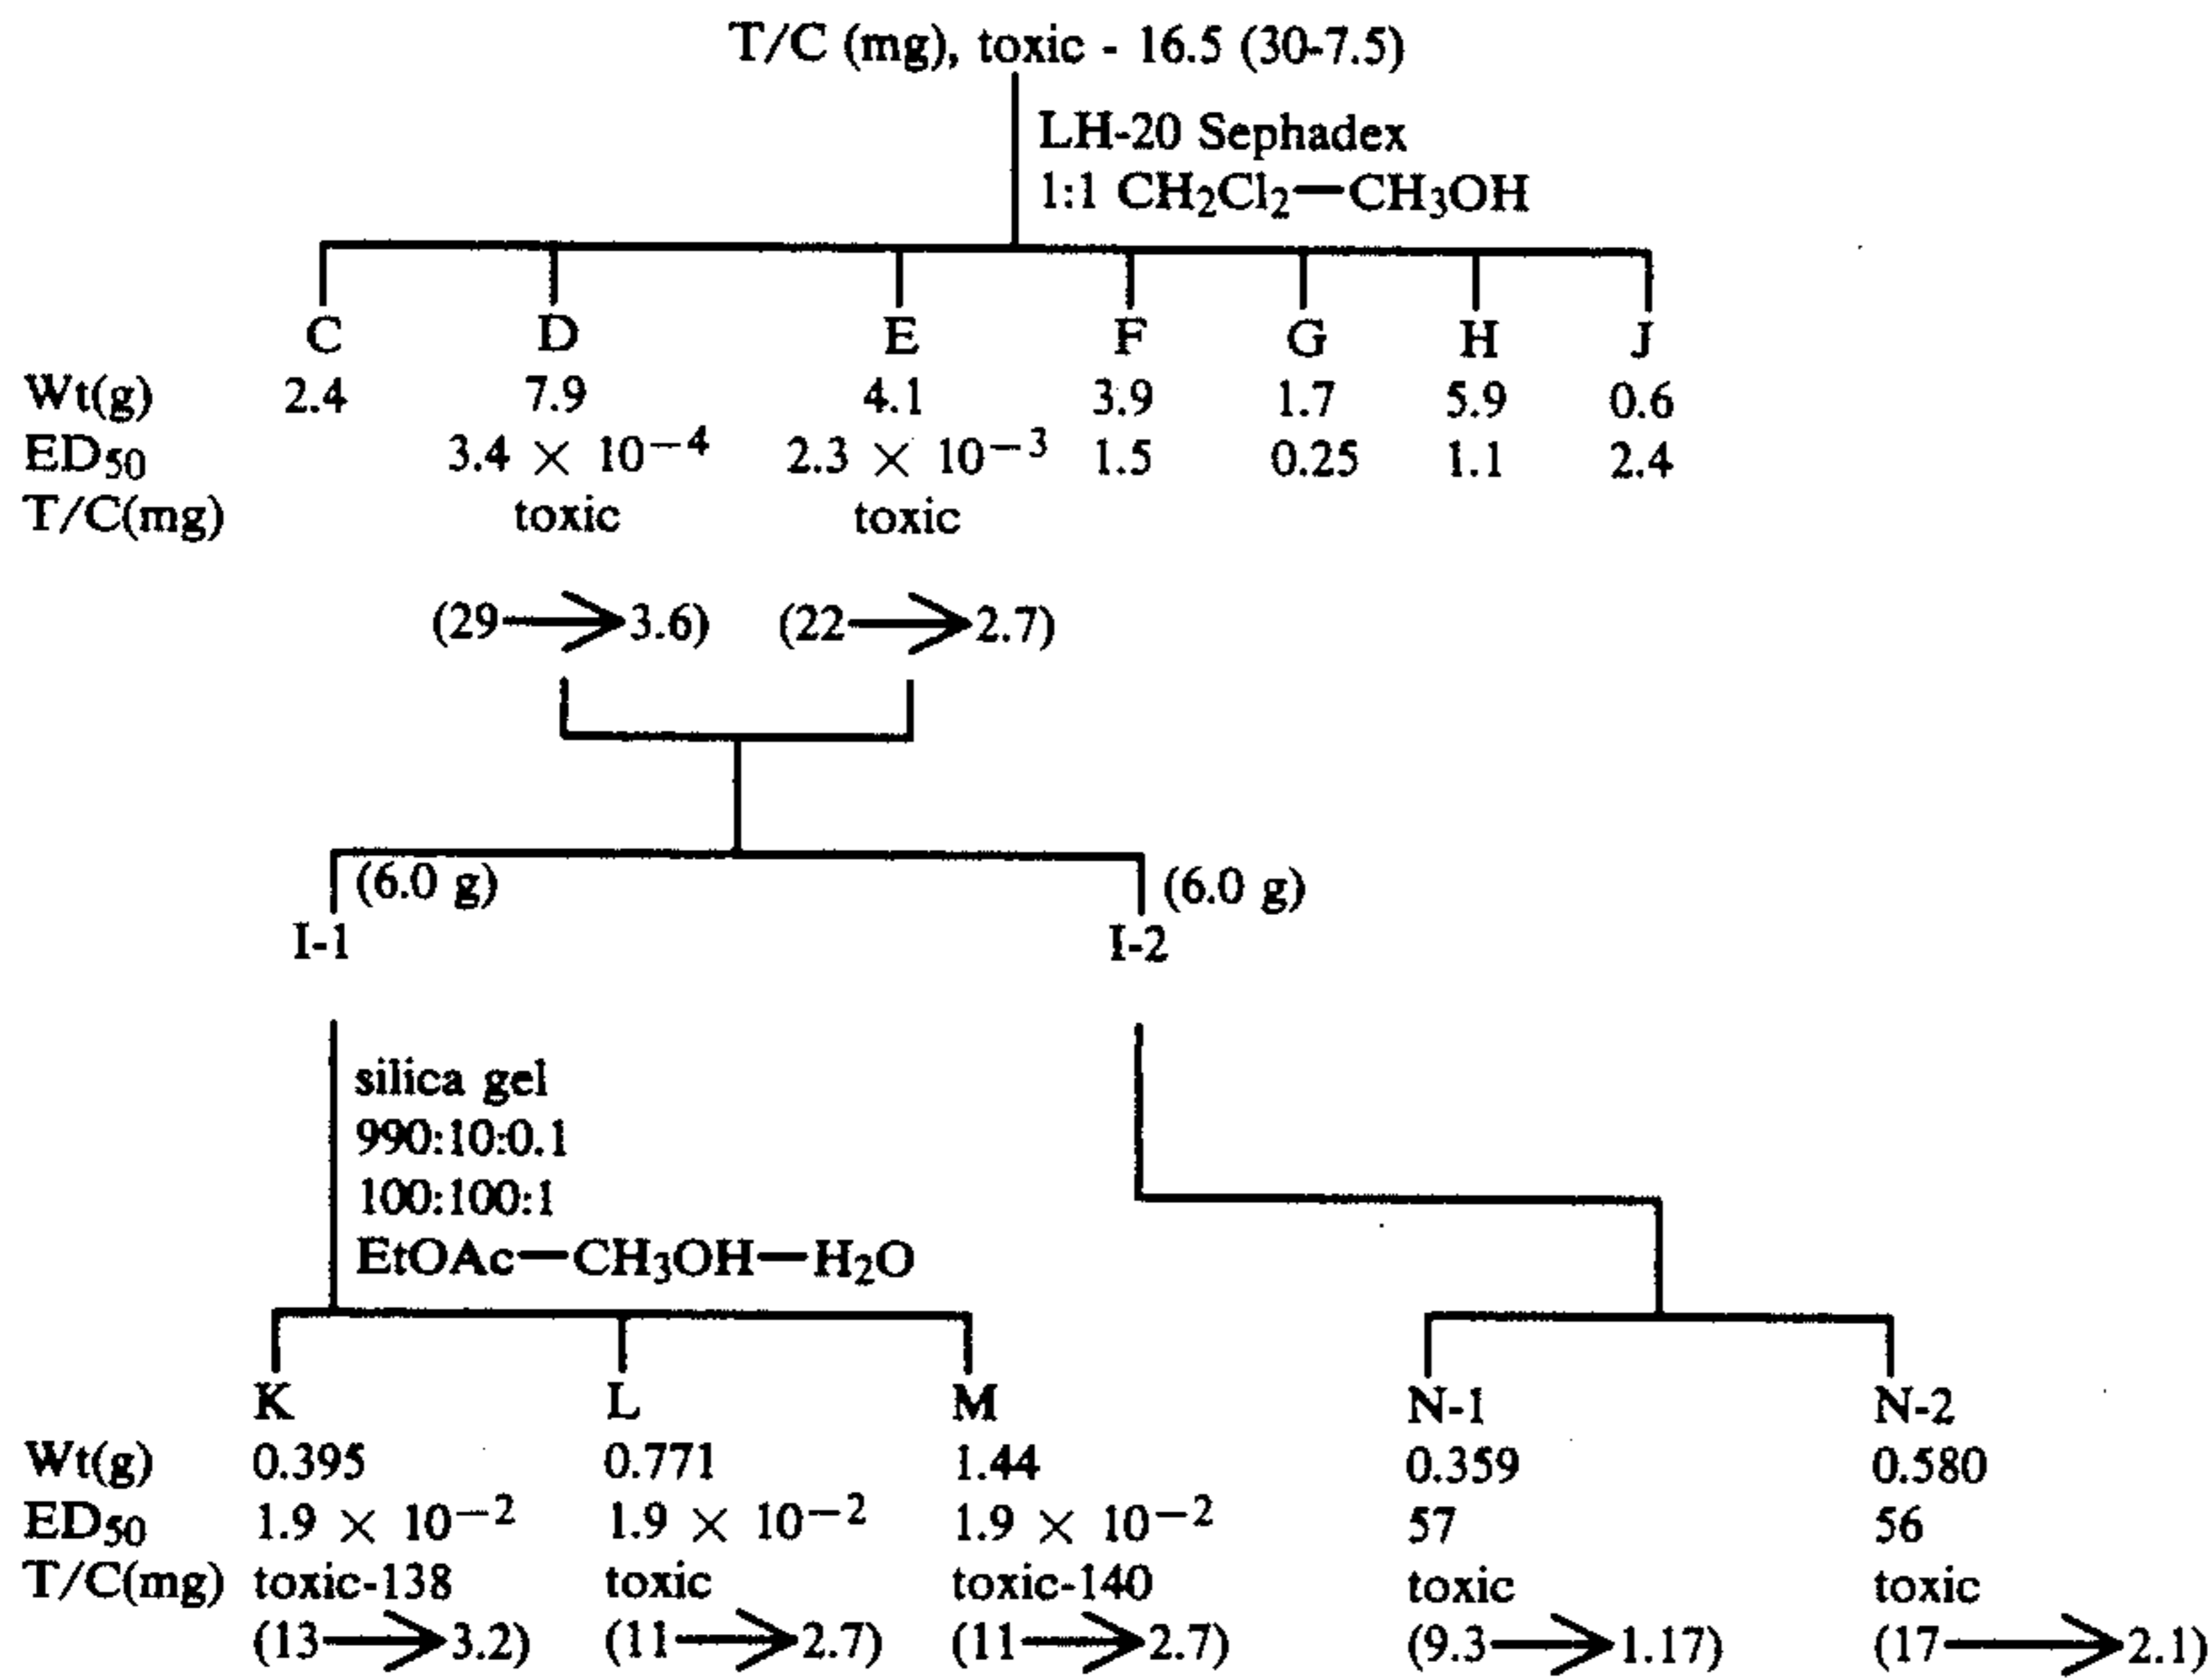 T/C (mg), toxic - 16.5 (30-7.5)
LH-20 Sephadex
1:1 CH₂Cl₂—CH₃OH
C D E F G H J
Wt(g) 2.4 7.9 4.1 3.9 1.7 5.9 0.6
ED₅₀ 3.4 × 10⁻⁴ 2.3 × 10⁻³ 1.5 0.25 1.1 2.4
T/C(mg) toxic toxic
(29→3.6) (22→2.7)
(6.0 g) (6.0 g)
I-1 I-2
silica gel
990:10:0.1
100:100:1
EtOAc—CH₃OH—H₂O
K L M N-1 N-2
Wt(g) 0.395 0.771 1.44 0.359 0.580
ED₅₀ 1.9 × 10⁻² 1.9 × 10⁻² 1.9 × 10⁻² 57 56
T/C(mg) toxic-138 toxic toxic-140 toxic toxic
(13→3.2) (11→2.7) (11→2.7) (9.3→1.17) (17→2.1)